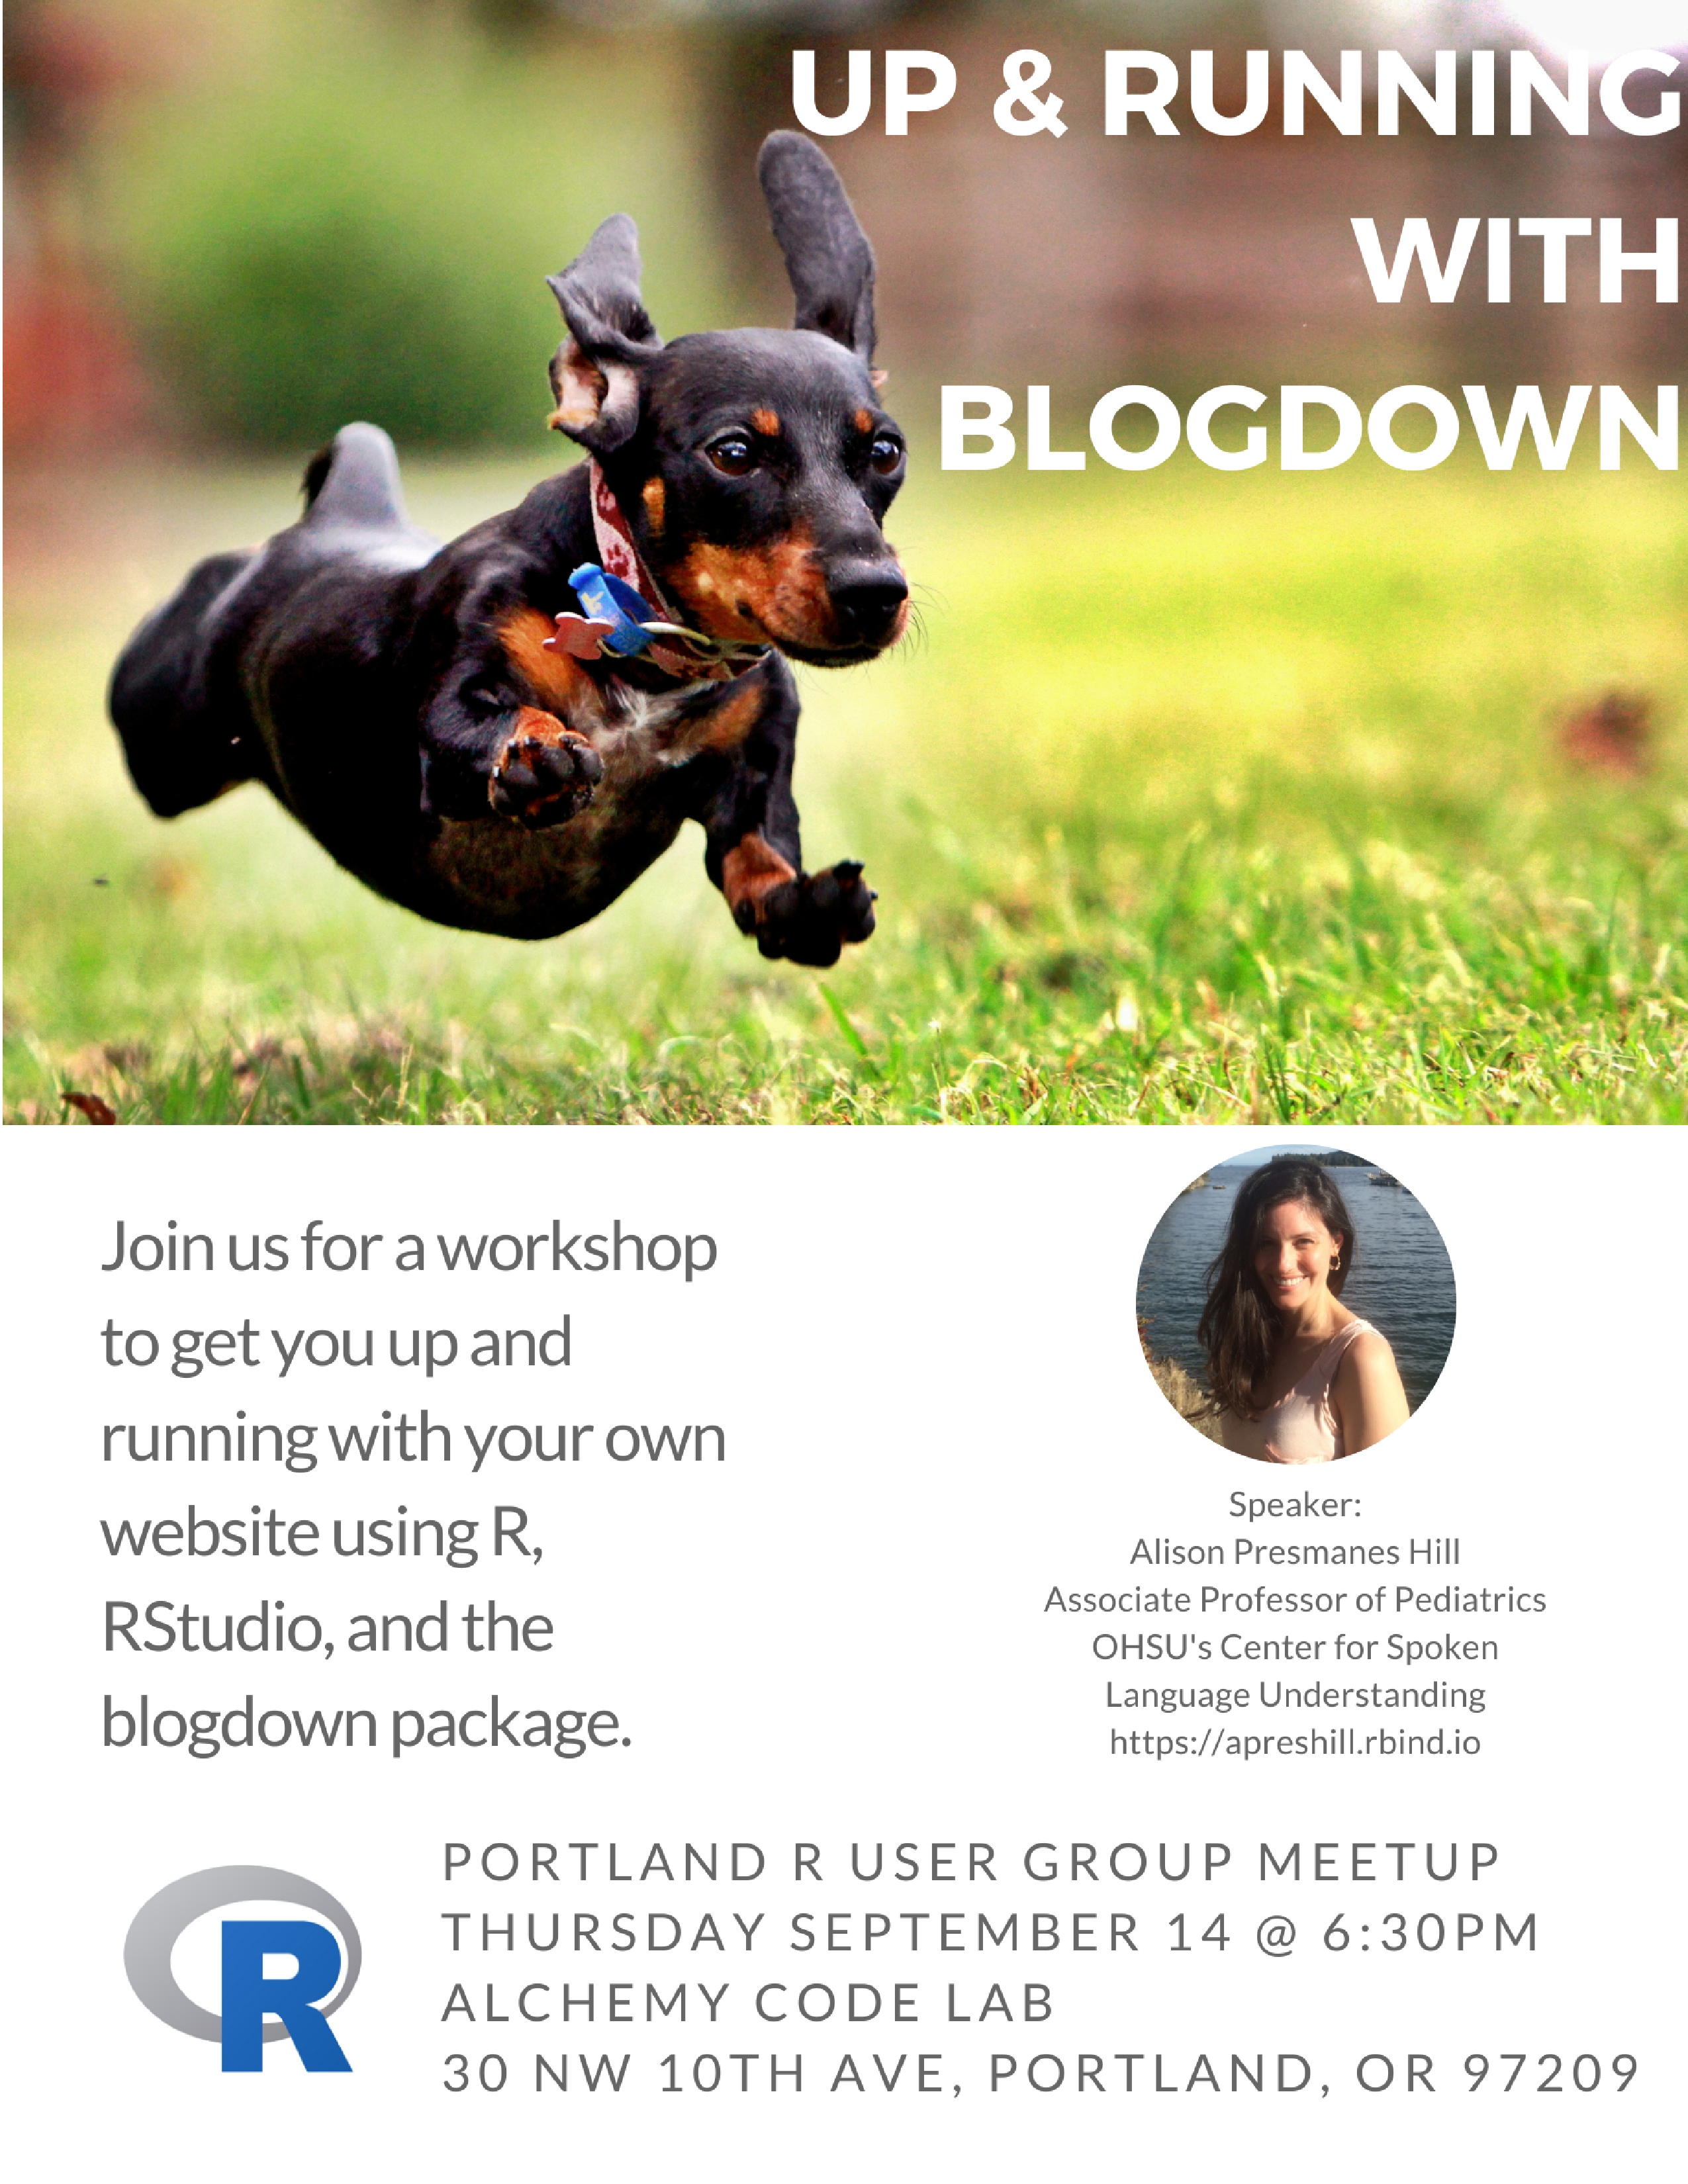 UP & RUNNING
WITH
BLOGDOWN
Join us for a workshop
to get you up and
running with your own
website using R,
RStudio, and the
blogdown package.
Speaker:
Alison Presmanes Hill
Associate Professor of Pediatrics
OHSU's Center for Spoken
Language Understanding
https://apreshill.rbind.io
R
PORTLAND R USER GROUP MEETUP
THURSDAY SEPTEMBER 14 @ 6:30PM
ALCHEMY CODE LAB
30 NW 10TH AVE, PORTLAND, OR 97209